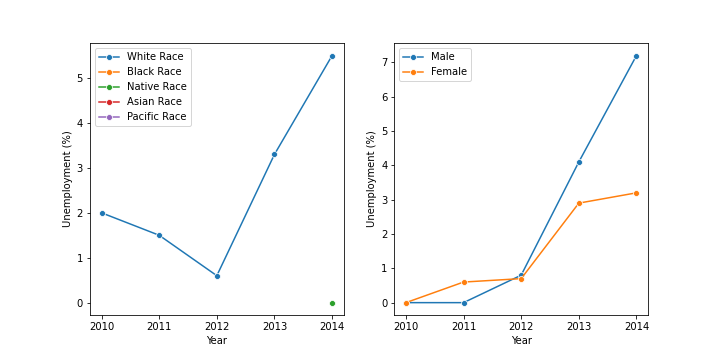 White Race
Black Race
Native Race
Asian Race
Pacific Race
5
4
3
2
1
0
Unemployment (%)
2010 2011 2012 2013 2014
Year
Male
Female
7
6
5
4
3
2
1
0
Unemployment (%)
2010 2011 2012 2013 2014
Year